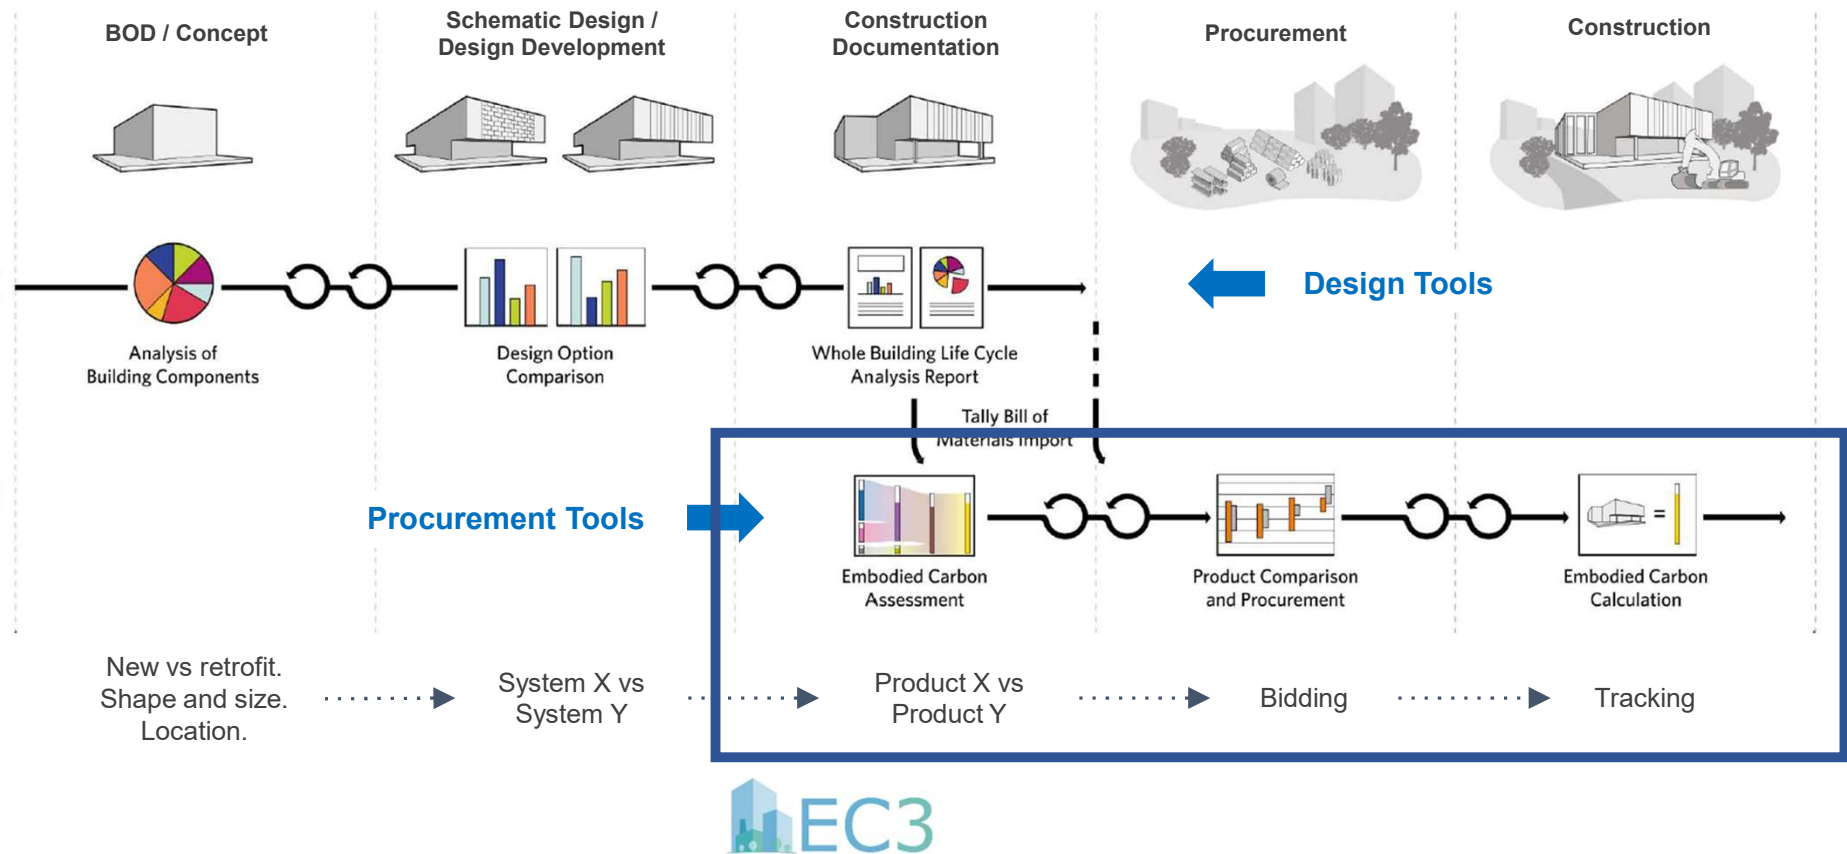 BOD / Concept
Schematic Design /
Design Development
Construction
Documentation
Procurement
Construction
Design Tools
Analysis of
Building Components
Design Option
Comparison
Whole Building Life Cycle
Analysis Report
Tally Bill of
Materials Import
Procurement Tools
=
Embodied Carbon
Assessment
Product Comparison
and Procurement
Embodied Carbon
Calculation
New vs retrofit.
Shape and size.
Location.
System X vs
System Y
Product X vs
Product Y
Bidding
Tracking
EC3